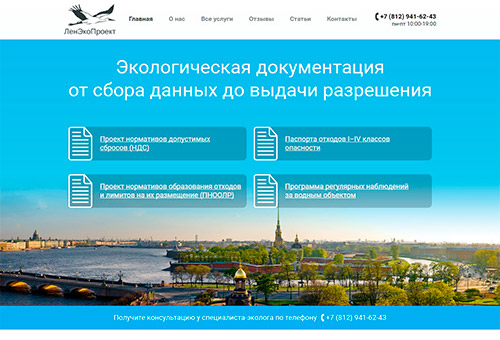 ЛенЭкоПроект
Главная О нас Все услуги Отзывы Статьи Контакты
+7 (812) 941-62-43
пн-пт 10:00-19:00
Экологическая документация
от сбора данных до выдачи разрешения
Проект нормативов допустимых
сбросов (НДС)
Паспорта отходов I–IV классов
опасности
Проект нормативов образования отходов
и лимитов на их размещение (ПНООЛР)
Программа регулярных наблюдений
за водным объектом
Получите консультацию у специалиста-эколога по телефону +7 (812) 941-62-43